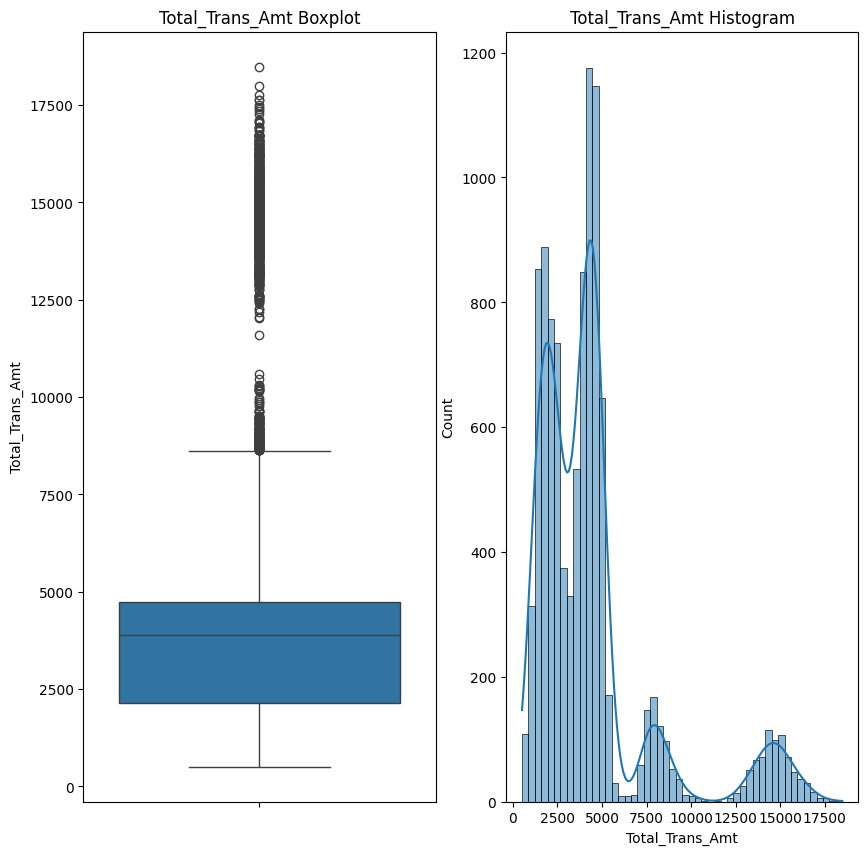 Total_Trans_Amt Boxplot
Total_Trans_Amt
17500
15000
12500
10000
7500
5000
2500
0
Total_Trans_Amt Histogram
Count
1200
1000
800
600
400
200
0
0 2500 5000 7500 10000 12500 15000 17500
Total_Trans_Amt